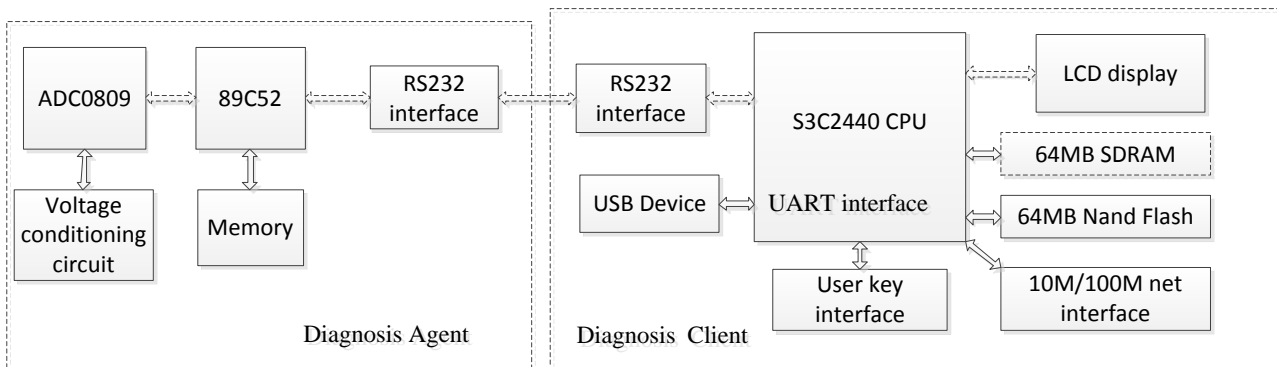 ADC0809
89C52
RS232
interface
Voltage
conditioning
circuit
Memory
Diagnosis Agent
RS232
interface
S3C2440 CPU
UART interface
USB Device
User key
interface
LCD display
64MB SDRAM
64MB Nand Flash
10M/100M net
interface
Diagnosis Client